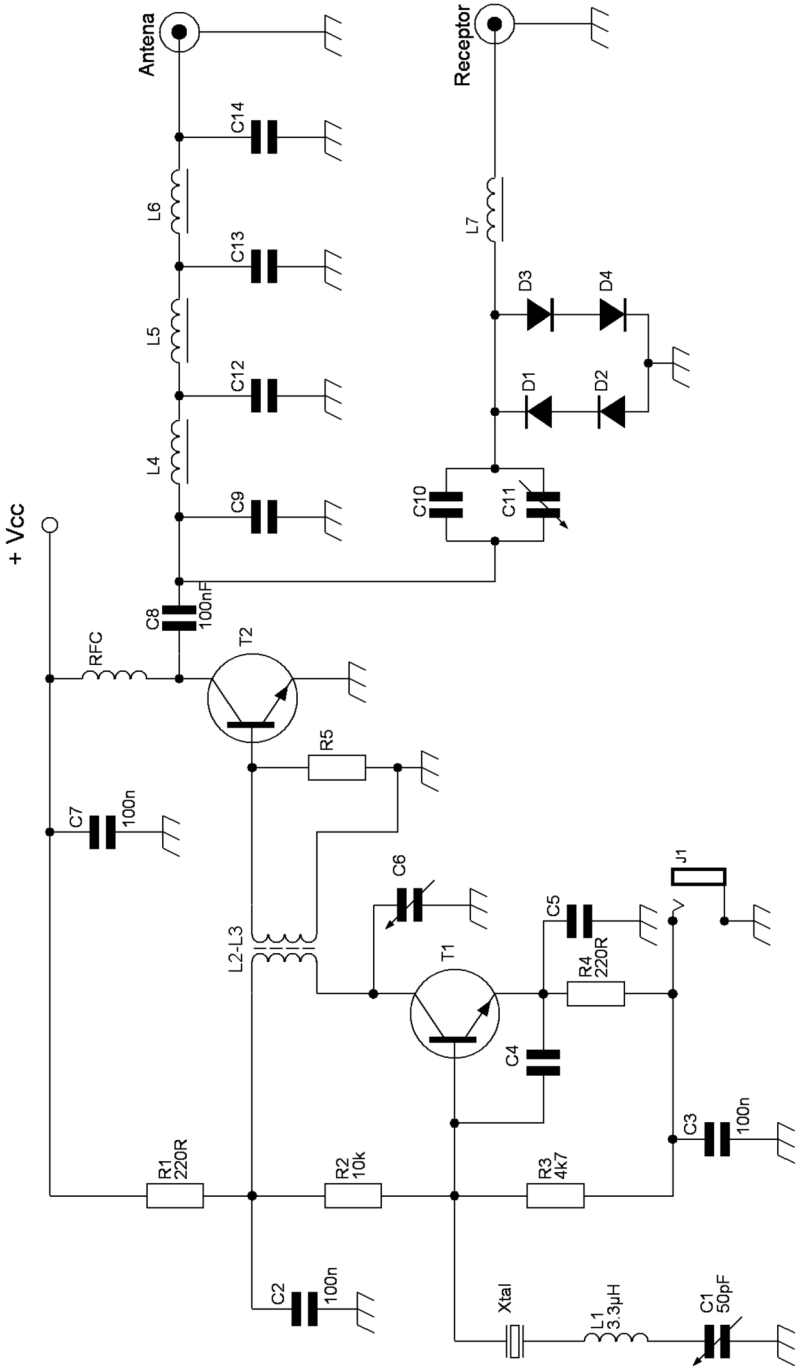 + Vcc
Antena
Receptor
RFC
C7
100n
C8
100nF
L4
L5
L6
C9
C12
C13
C14
T2
R5
L2-L3
C6
C10
C11
L7
D1
D2
D3
D4
R1
220R
C2
100n
R2
10k
R3
4k7
T1
C4
C5
R4
220R
J1
C3
100n
Xtal
L1
3.3µH
C1
50pF